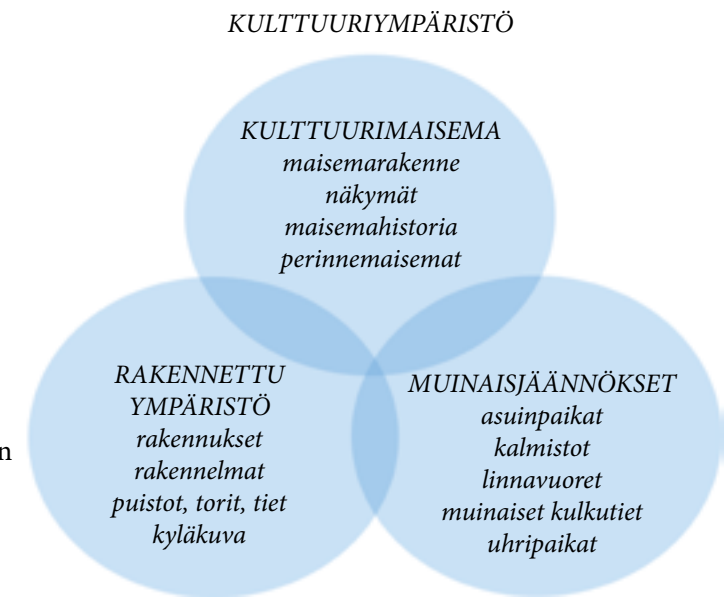 KULTTUURIYMPÄRISTÖ
KULTTUURIMAISEMA
maisemarakenne
näkymät
maisemahistoria
perinnemaisemat
RAKENNETTU
YMPÄRISTÖ
rakennukset
rakennelmat
puistot, torit, tiet
kyläkuva
MUINAISJÄÄNNÖKSET
asuinpaikat
kalmistot
linnavuoret
muinaiset kulkutiet
uhripaikat
n